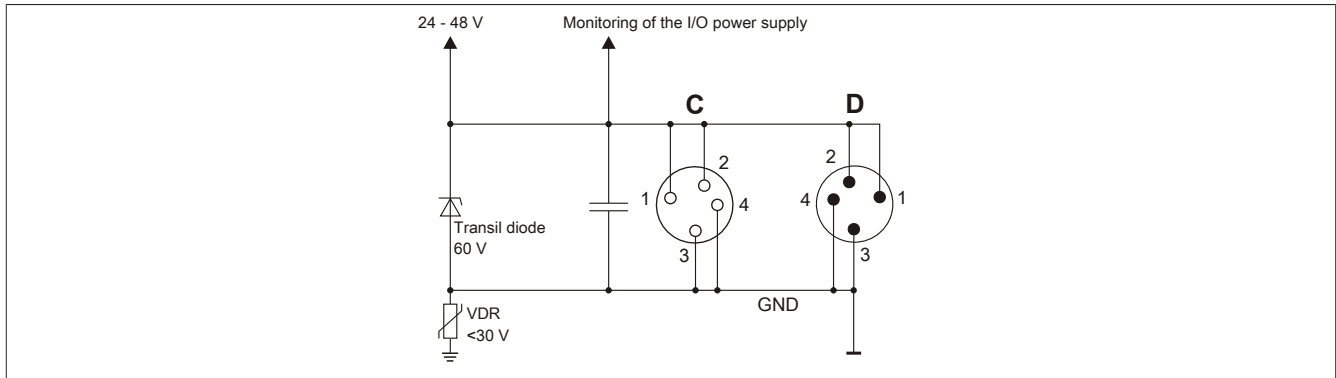 24 - 48 V
Monitoring of the I/O power supply
C
D
1
2
3
4
2
4
1
3
Transil diode
60 V
GND
VDR
<30 V